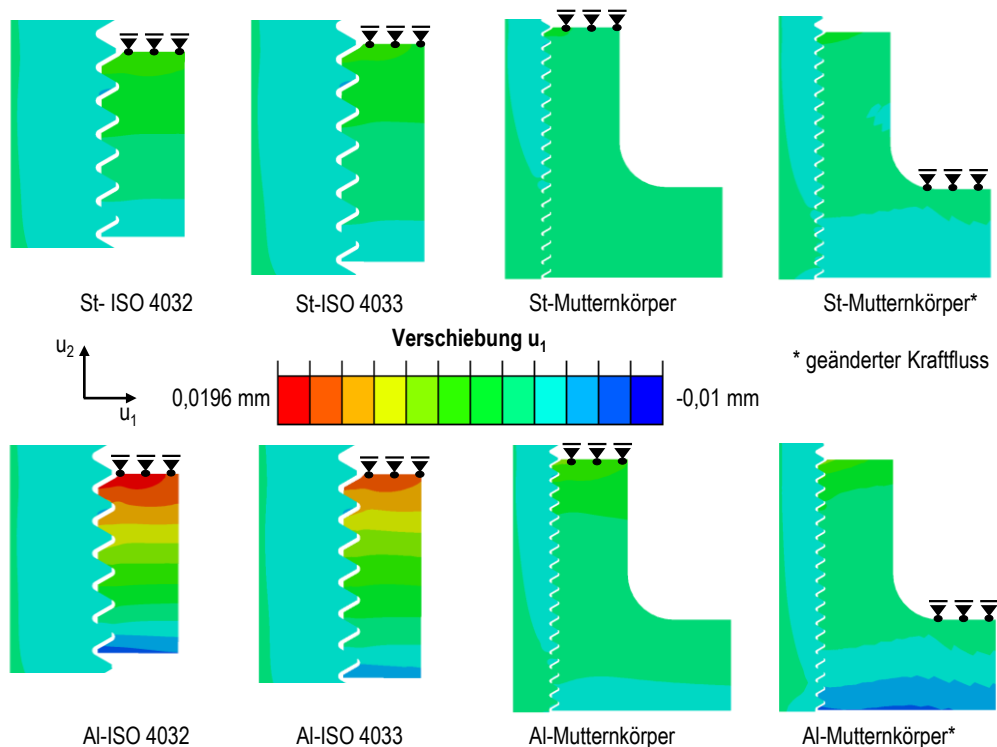 St- ISO 4032
St-ISO 4033
St-Mutternkörper
St-Mutternkörper*
Verschiebung u₁
u₂
u₁
0,0196 mm
-0,01 mm
* geänderter Kraftfluss
Al-ISO 4032
Al-ISO 4033
Al-Mutternkörper
Al-Mutternkörper*